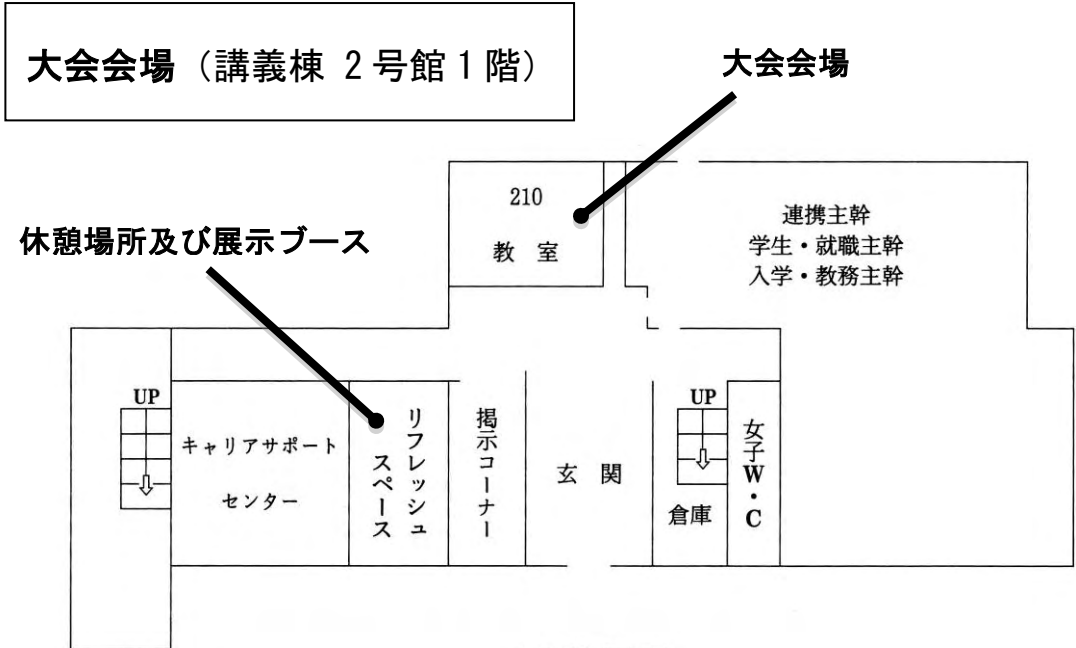 大会会場（講義棟 2号館1階）
大会会場
210
教 室
連携主幹
学生・就職主幹
入学・教務主幹
休憩場所及び展示ブース
UP
キャリアサポート
センター
リフレッシュ
スペース
掲示コーナー
玄 関
UP
倉庫
女子W・C